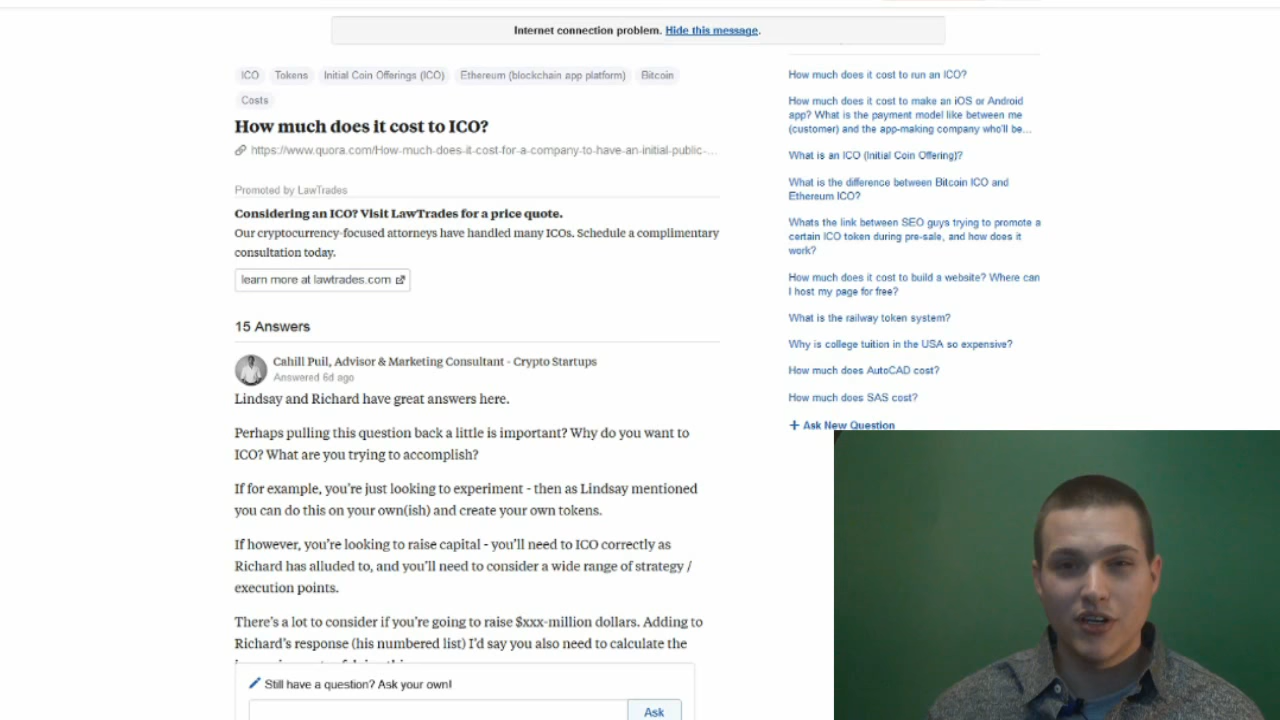 Internet connection problem. Hide this message.
ICO Tokens Initial Coin Offerings (ICO) Ethereum (blockchain app platform) Bitcoin
Costs
How much does it cost to ICO?
https://www.quora.com/How-much-does-it-cost-for-a-company-to-have-an-initial-public-...
Promoted by LawTrades
Considering an ICO? Visit LawTrades for a price quote.
Our cryptocurrency-focused attorneys have handled many ICOs. Schedule a complimentary
consultation today.
learn more at lawtrades.com
15 Answers
Cahill Puil, Advisor & Marketing Consultant - Crypto Startups
Answered 6d ago
Lindsay and Richard have great answers here.
Perhaps pulling this question back a little is important? Why do you want to
ICO? What are you trying to accomplish?
If for example, you're just looking to experiment - then as Lindsay mentioned
you can do this on your own(ish) and create your own tokens.
If however, you're looking to raise capital - you'll need to ICO correctly as
Richard has alluded to, and you'll need to consider a wide range of strategy /
execution points.
There's a lot to consider if you're going to raise $xxx-million dollars. Adding to
Richard's response (his numbered list) I'd say you also need to calculate the
Still have a question? Ask your own!
Ask
How much does it cost to run an ICO?
How much does it cost to make an iOS or Android
app? What is the payment model like between me
(customer) and the app-making company who'll be...
What is an ICO (Initial Coin Offering)?
What is the difference between Bitcoin ICO and
Ethereum ICO?
Whats the link between SEO guys trying to promote a
certain ICO token during pre-sale, and how does it
work?
How much does it cost to build a website? Where can
I host my page for free?
What is the railway token system?
Why is college tuition in the USA so expensive?
How much does AutoCAD cost?
How much does SAS cost?
+ Ask New Question